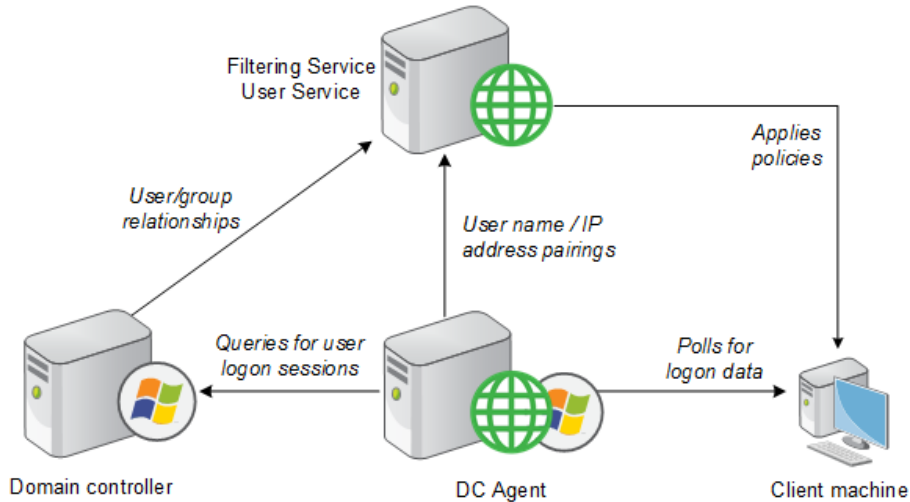 Filtering Service
User Service
Applies
policies
User/group
relationships
User name / IP
address pairings
Queries for user
logon sessions
Polls for
logon data
Domain controller
DC Agent
Client machine